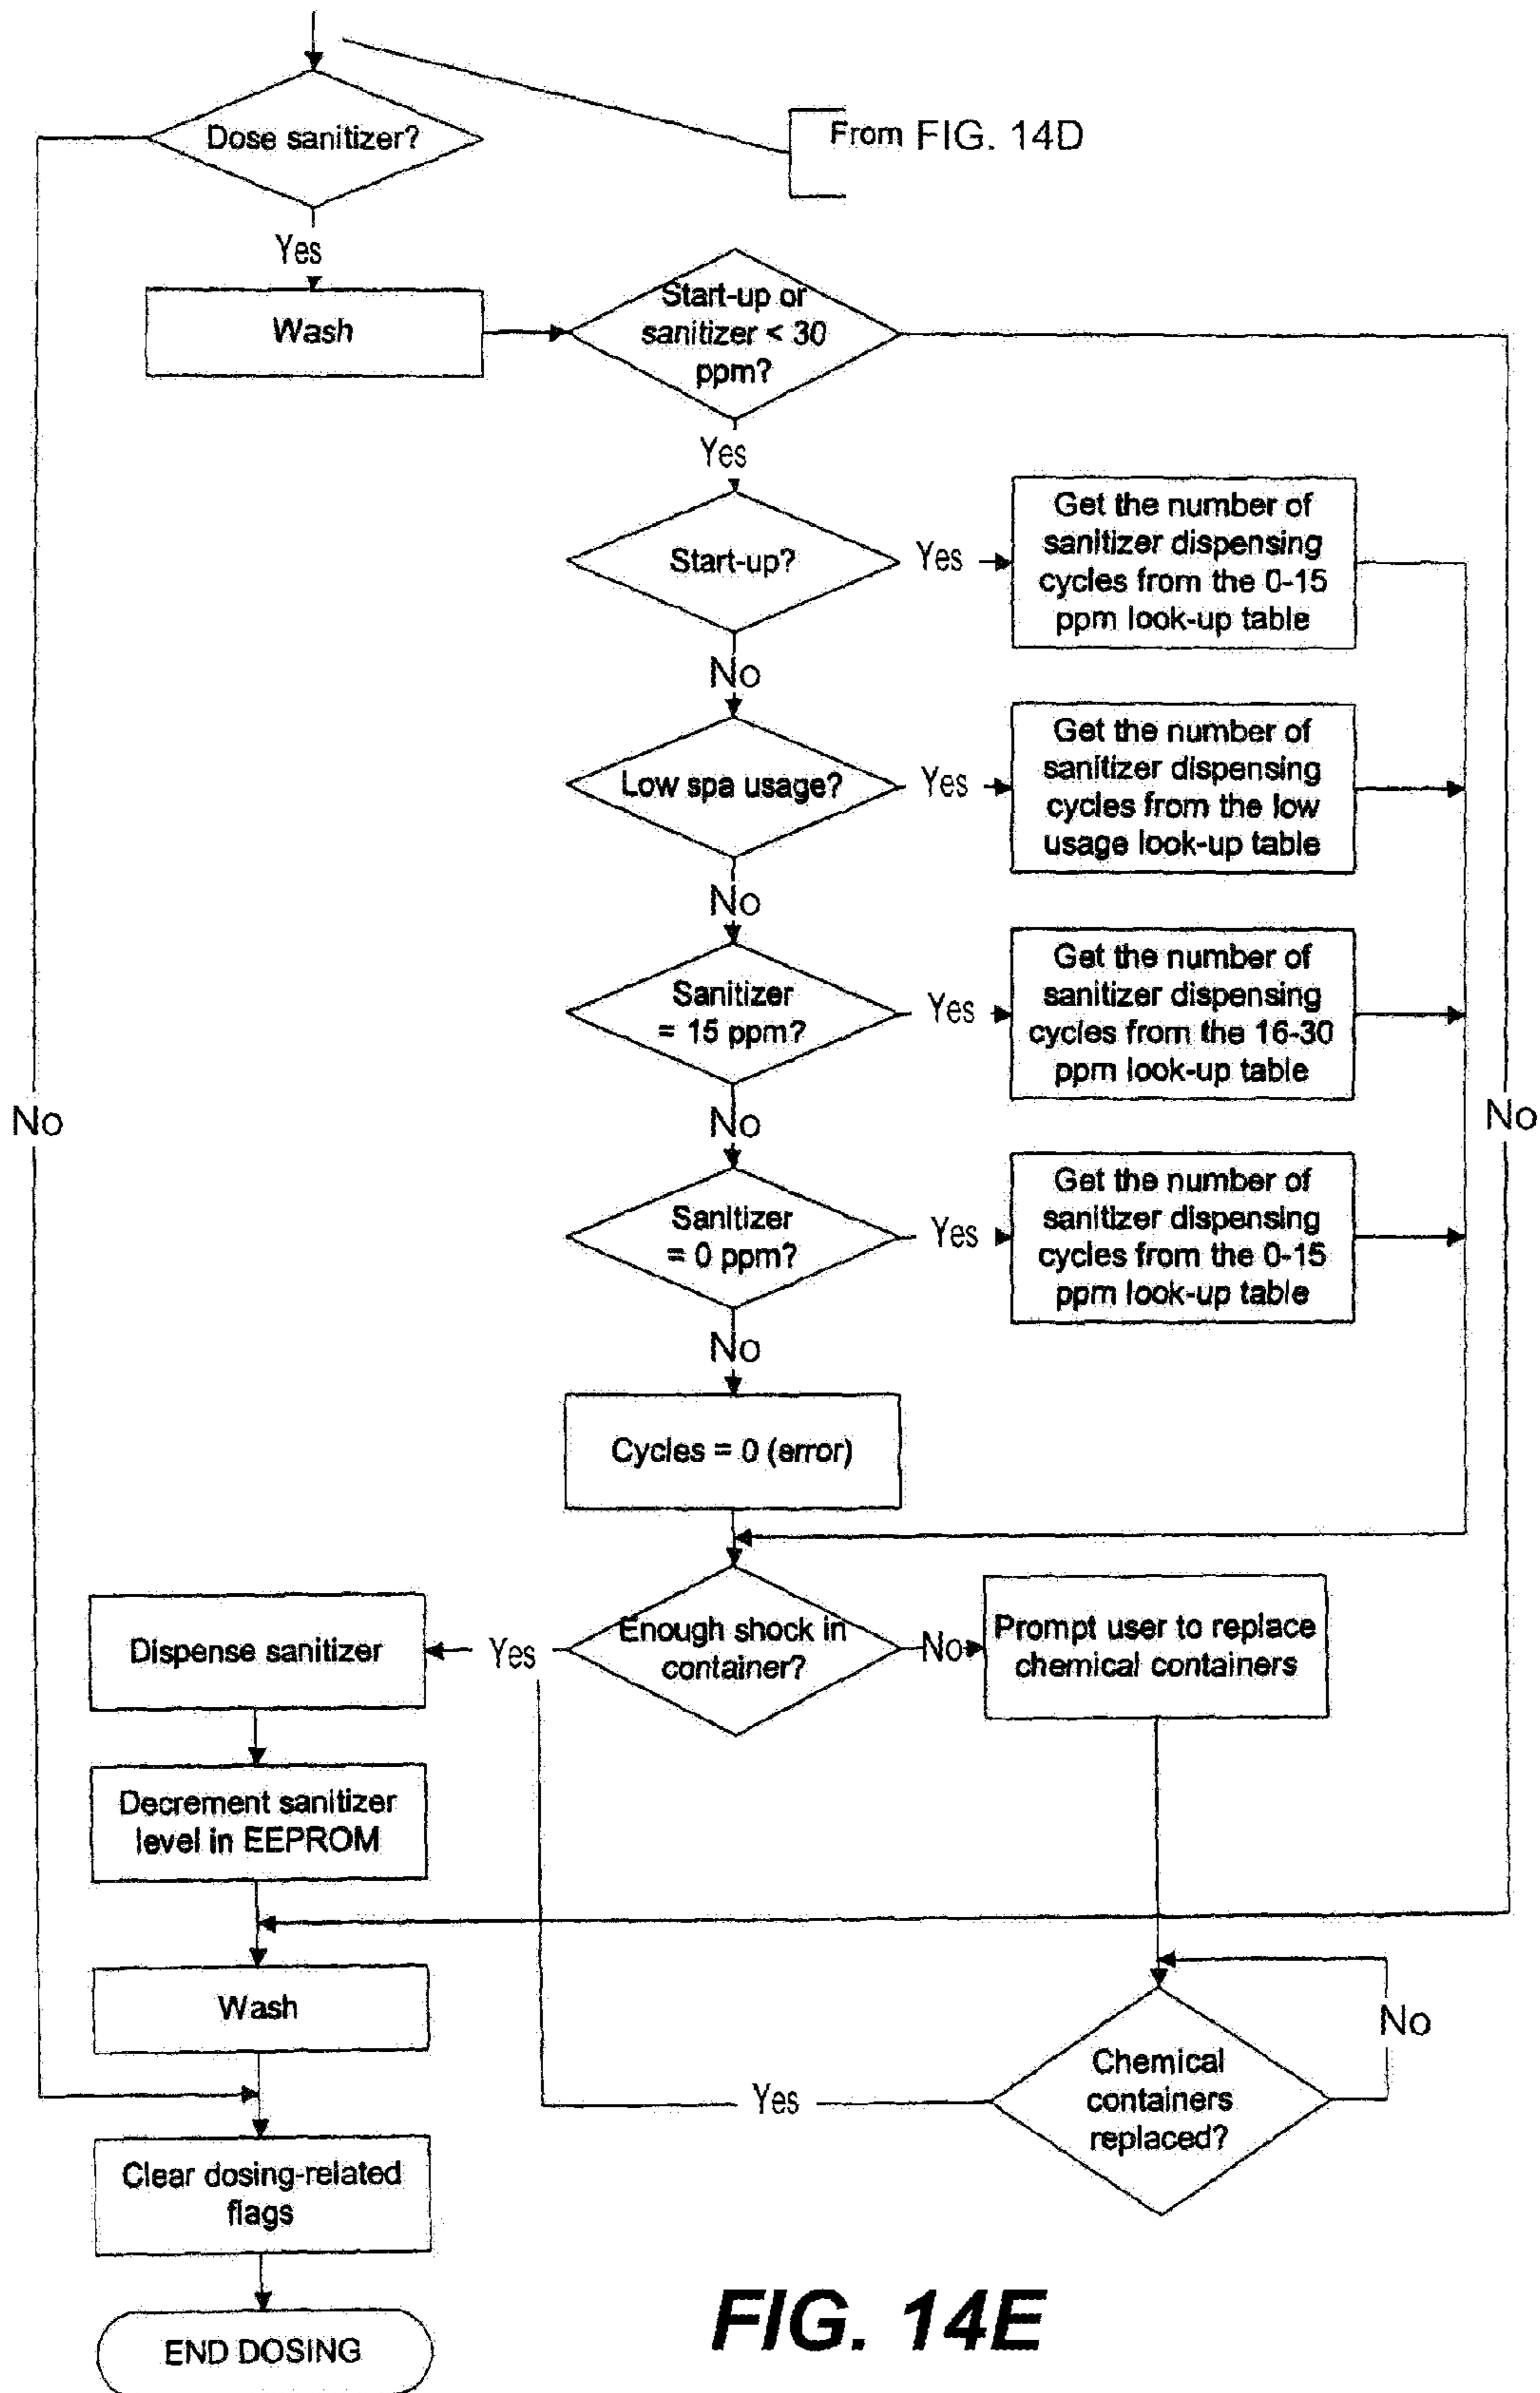 From FIG. 14D
Dose sanitizer?
Yes
Wash
Start-up or
sanitizer < 30
ppm?
Yes
Start-up?
Yes
Get the number of
sanitizer dispensing
cycles from the 0-15
ppm look-up table
No
Low spa usage?
Yes
Get the number of
sanitizer dispensing
cycles from the low
usage look-up table
No
Sanitizer
= 15 ppm?
Yes
Get the number of
sanitizer dispensing
cycles from the 16-30
ppm look-up table
No
No
No
Sanitizer
= 0 ppm?
Yes
Get the number of
sanitizer dispensing
cycles from the 0-15
ppm look-up table
No
Cycles = 0 (error)
Enough shock in
container?
Yes
Dispense sanitizer
No
Prompt user to replace
chemical containers
Decrement sanitizer
level in EEPROM
Wash
No
Chemical
containers
replaced?
Yes
Clear dosing-related
flags
END DOSING
FIG. 14E